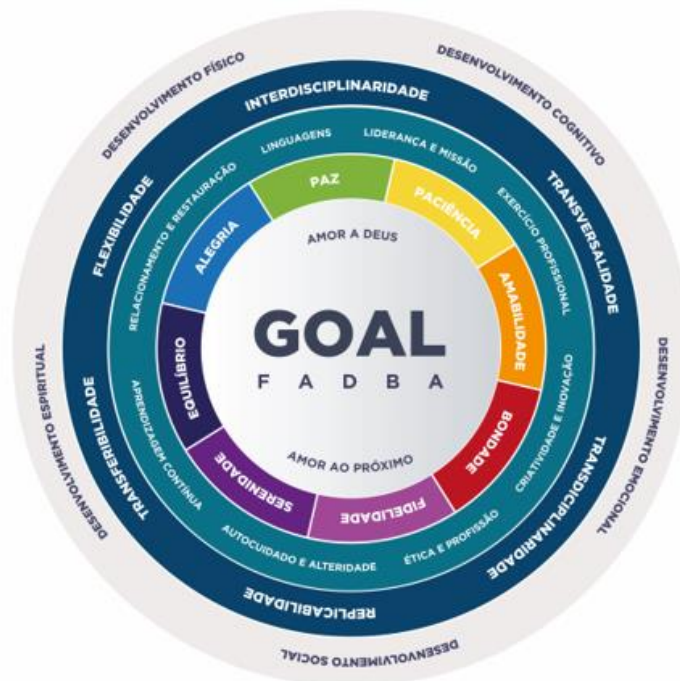 DESENVOLVIMENTO FÍSICO
DESENVOLVIMENTO COGNITIVO
DESENVOLVIMENTO EMOCIONAL
DESENVOLVIMENTO SOCIAL
DESENVOLVIMENTO ESPIRITUAL
INTERDISCIPLINARIDADE
TRANSVERSALIDADE
TRANSDICIPLINARIDADE
REPLICABILIDADE
TRANSFERIBILIDADE
FLEXIBILIDADE
LINGUAGENS
LIDERANÇA E MISSÃO
EXERCÍCIO PROFISSIONAL
CRIATIVIDADE E INOVAÇÃO
ÉTICA E PROFISSÃO
AUTOCUIDADO E ALTERIDADE
APRENDIZAGEM CONTÍNUA
RELACIONAMENTO E RESTAURAÇÃO
PAZ
PACIÊNCIA
AMABILIDADE
BONDADE
FIDELIDADE
SERENIDADE
EQUILÍBRIO
ALEGRIA
AMOR A DEUS
GOAL
FADBA
AMOR AO PRÓXIMO